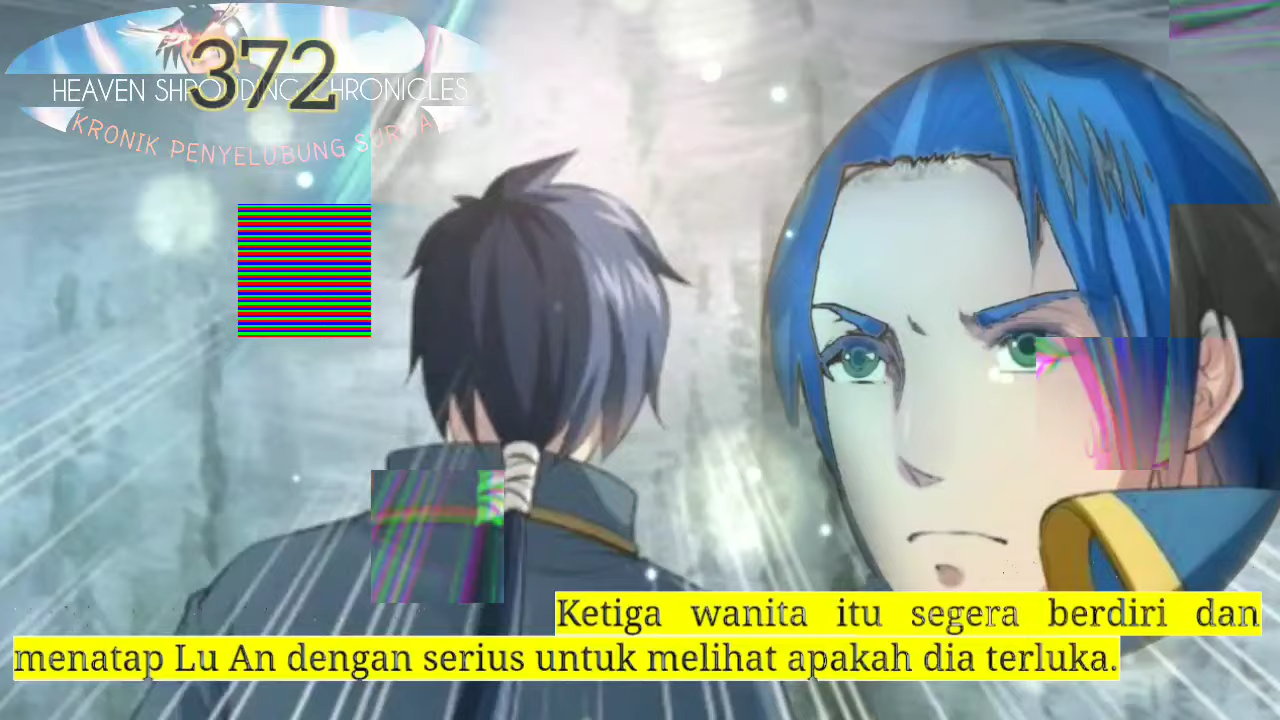 372
HEAVEN SHROUDING CHRONICLES
KRONIK PENYELUBUNG SURGA
Ketiga wanita itu segera berdiri dan
menatap Lu An dengan serius untuk melihat apakah dia terluka.